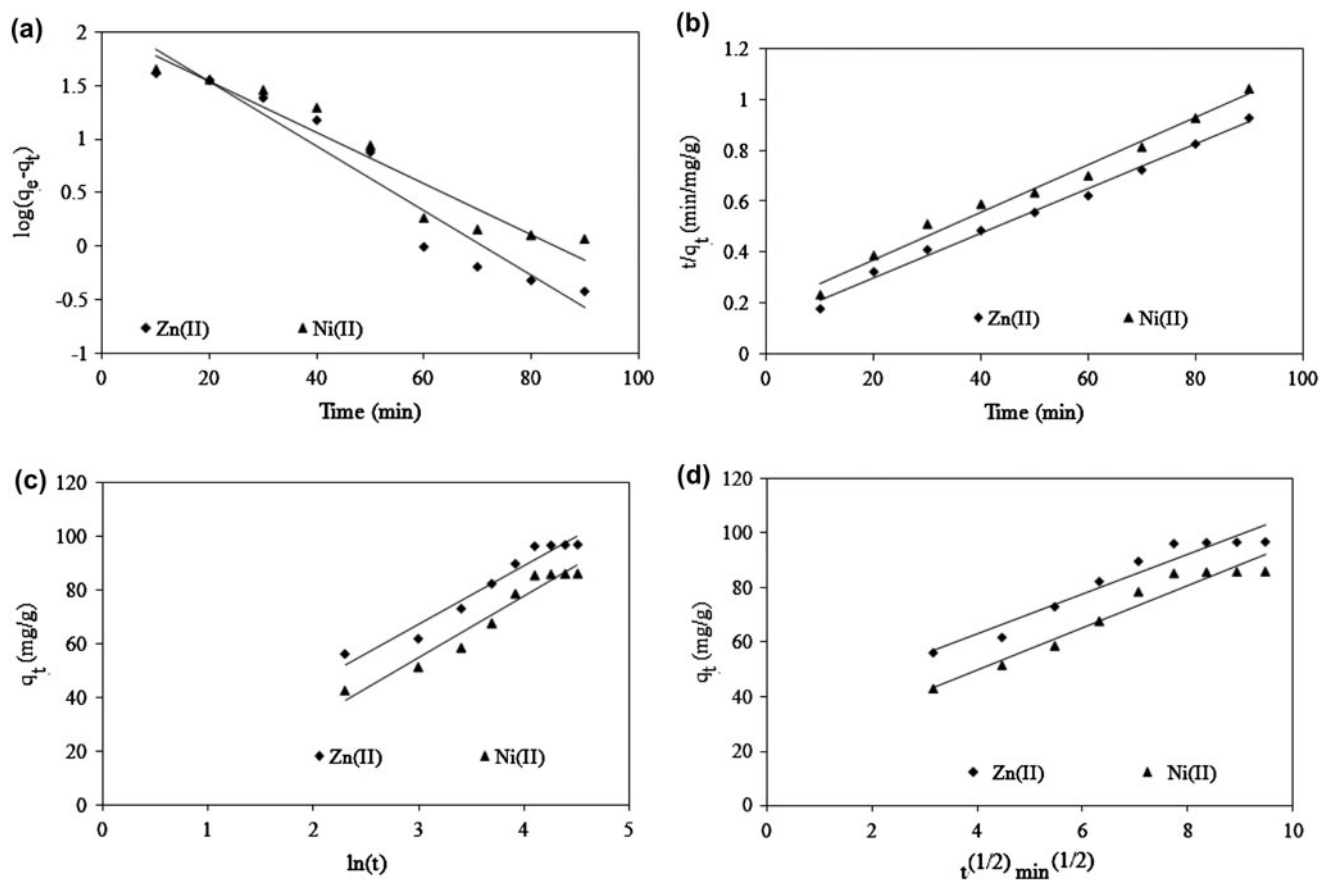 (a)
2
1.5
1
0.5
0
-0.5
-1
log(qe-qt)
Zn(II) Ni(II)
0 20 40 60 80 100
Time (min)
(b)
1.2
1
0.8
0.6
0.4
0.2
0
t/qt (min/mg/g)
Zn(II) Ni(II)
0 20 40 60 80 100
Time (min)
(c)
120
100
80
60
40
20
0
qt (mg/g)
Zn(II) Ni(II)
0 1 2 3 4 5
ln(t)
(d)
120
100
80
60
40
20
0
qt (mg/g)
Zn(II) Ni(II)
0 2 4 6 8 10
t(1/2) min(1/2)